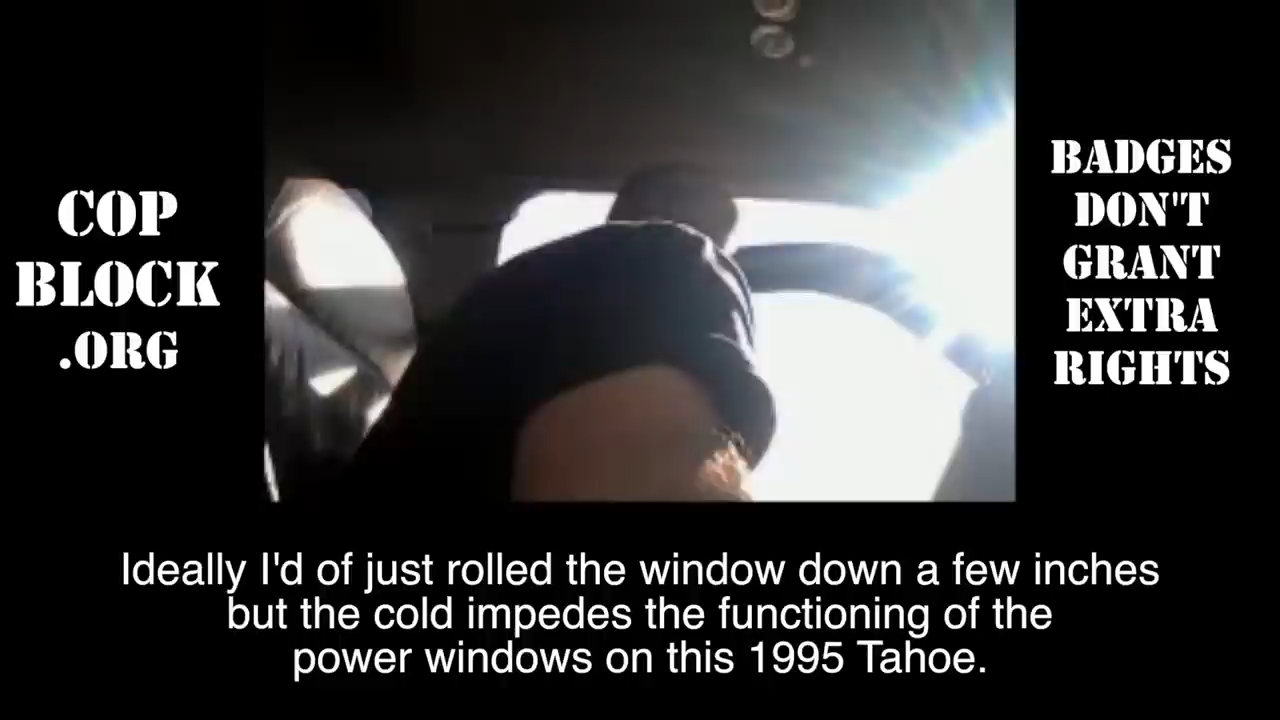 COP
BLOCK
.ORG
BADGES
DON'T
GRANT
EXTRA
RIGHTS
Ideally I'd of just rolled the window down a few inches
but the cold impedes the functioning of the
power windows on this 1995 Tahoe.